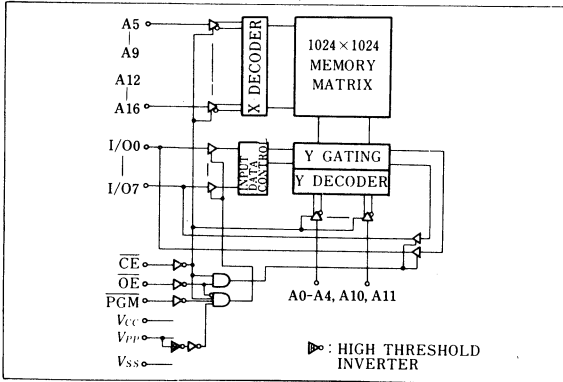 A5
A9
A12
A16
X DECODER
1024×1024
MEMORY
MATRIX
I/O0
I/O7
INPUT
DATA
CONTROL
Y GATING
Y DECODER
CE
OE
PGM
VCC
VPP
VSS
A0-A4, A10, A11
: HIGH THRESHOLD
INVERTER